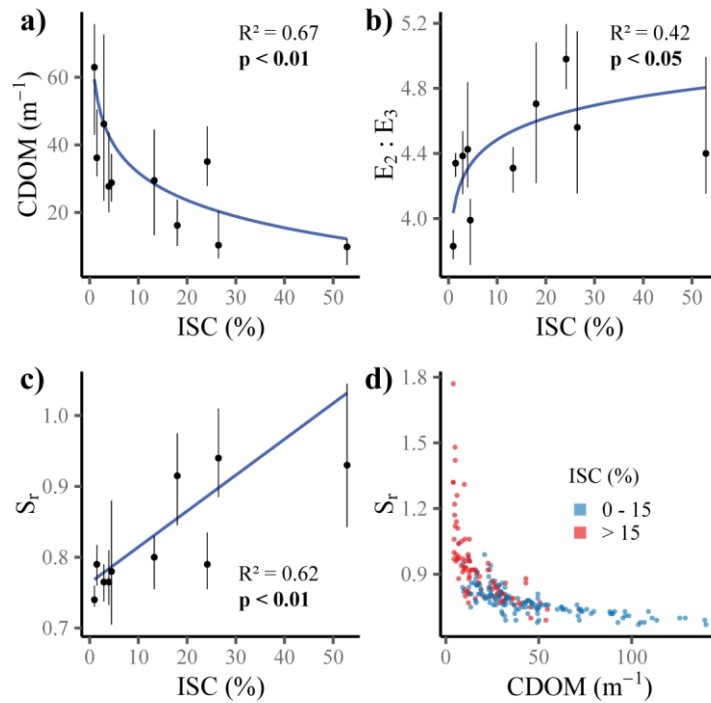 a)
R² = 0.67
p < 0.01
CDOM (m⁻¹)
60
40
20
0 10 20 30 40 50
ISC (%)
b)
R² = 0.42
p < 0.05
E₂ : E₃
5.2
4.8
4.4
4.0
0 10 20 30 40 50
ISC (%)
c)
R² = 0.62
p < 0.01
Sᵣ
1.0
0.9
0.8
0.7
0 10 20 30 40 50
ISC (%)
d)
Sᵣ
1.8
1.5
1.2
0.9
ISC (%)
0 - 15
> 15
0 50 100
CDOM (m⁻¹)